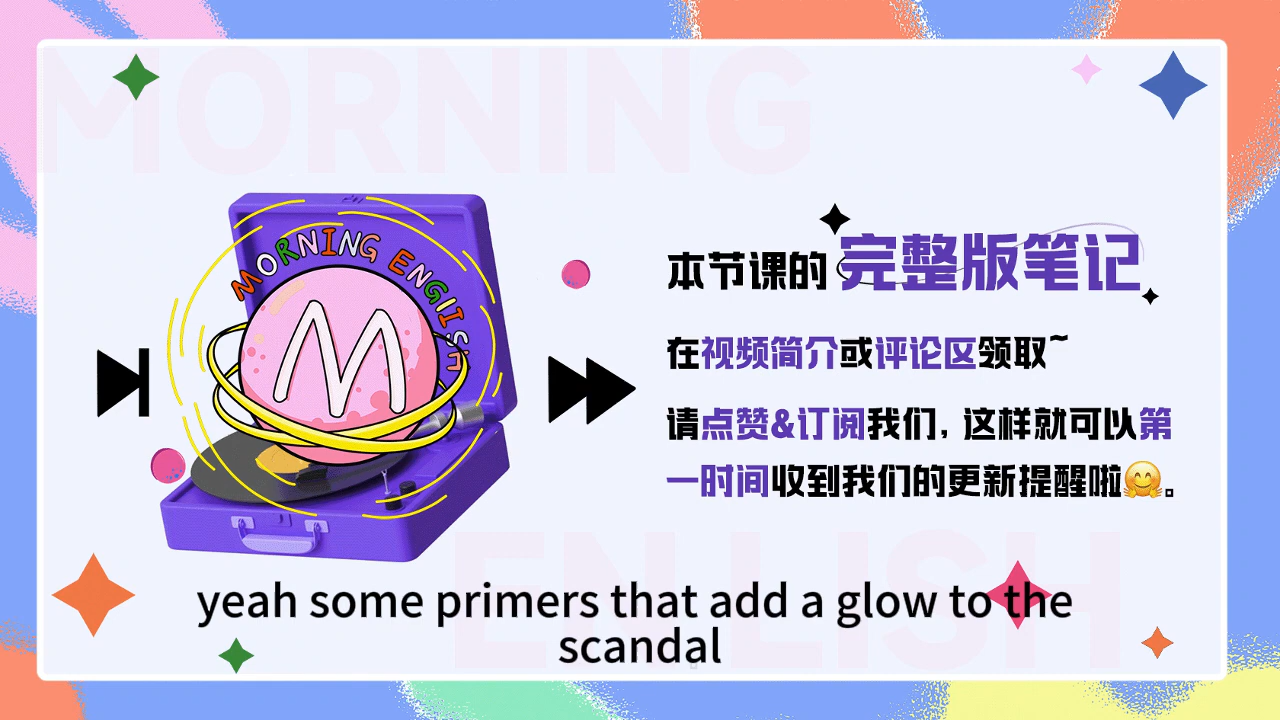 MORNING
MORNING ENGLISH
M
本节课的 完整版笔记
在视频简介或评论区领取~
请点赞&订阅我们, 这样就可以第
一时间收到我们的更新提醒啦🤗。
yeah some primers that add a glow to the
scandal